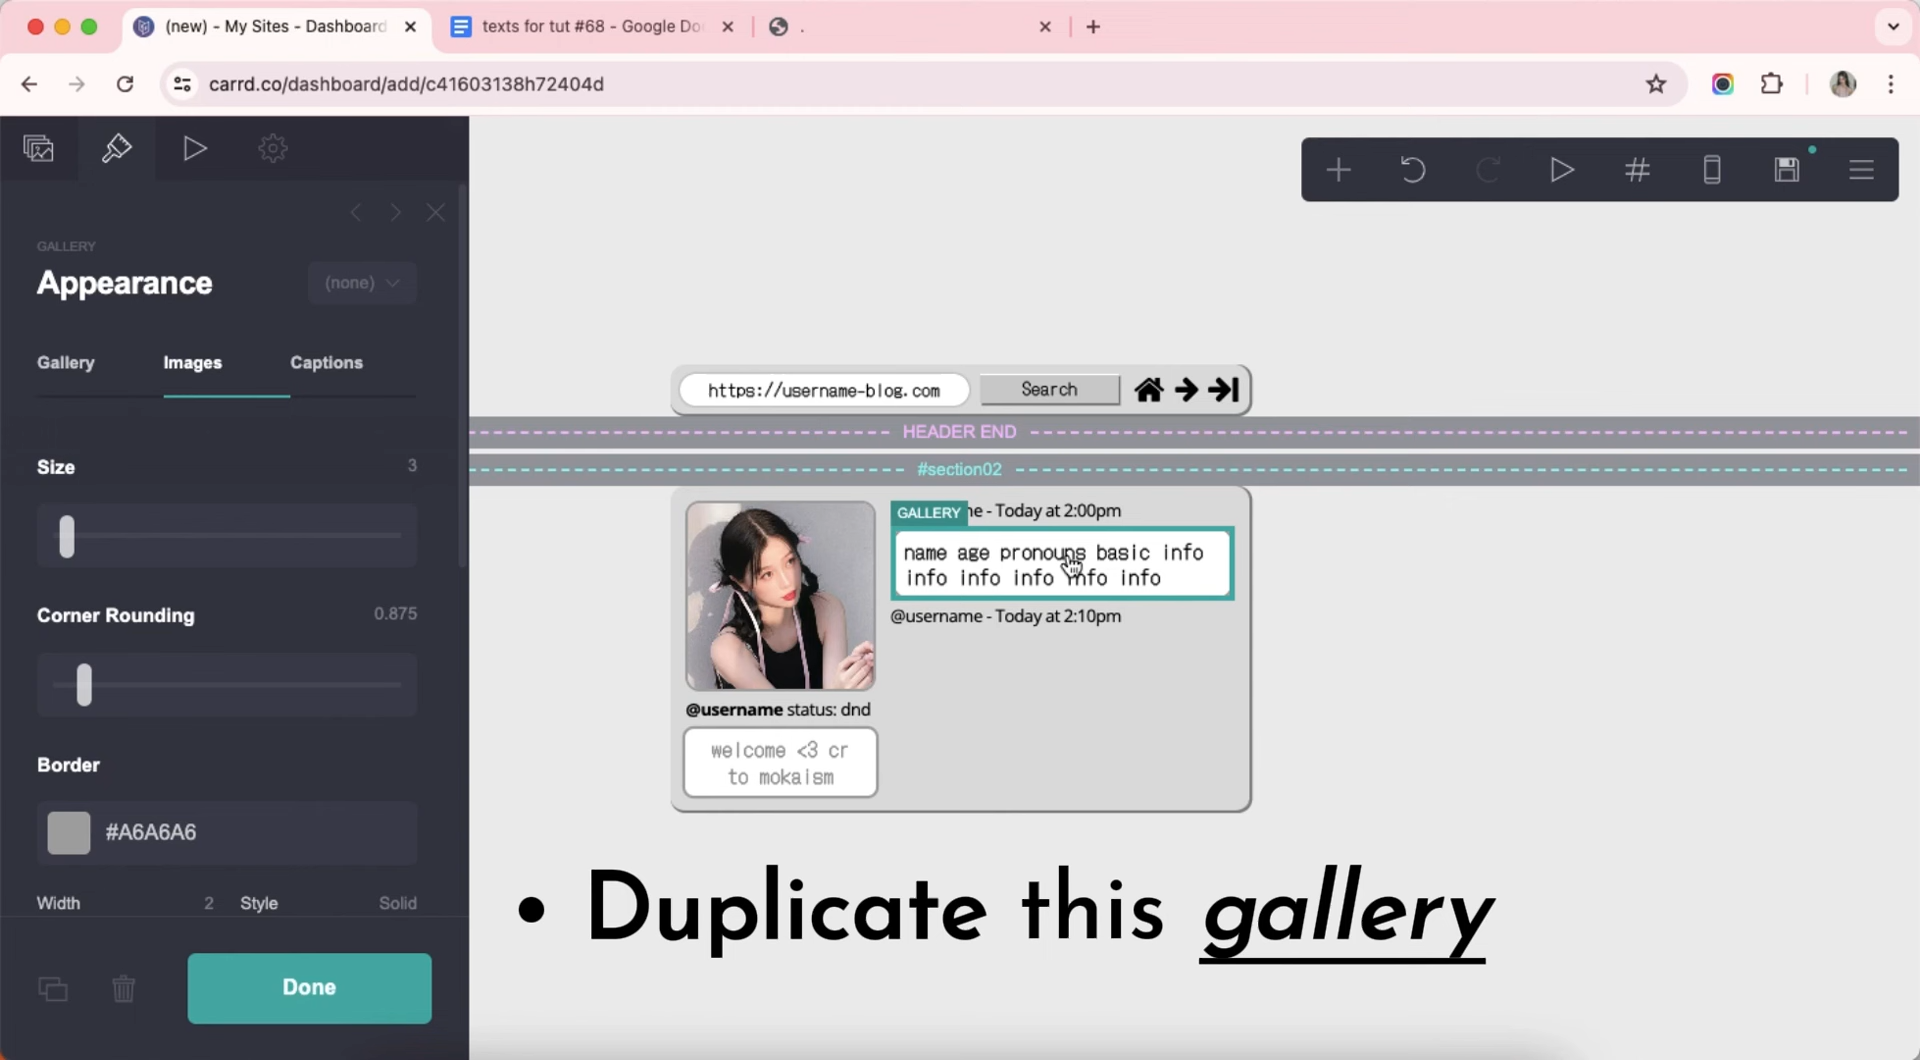 (new) - My Sites - Dashboard
texts for tut #68 - Google Do
.
carrd.co/dashboard/add/c41603138h72404d
GALLERY
Appearance
(none)
Gallery
Images
Captions
Size
3
Corner Rounding
0.875
Border
#A6A6A6
Width
2
Style
Solid
Done
https://username-blog.com
Search
HEADER END
#section02
GALLERY
ne - Today at 2:00pm
name age pronouns basic info
info info info info info
@username - Today at 2:10pm
@username status: dnd
welcome <3 cr
to mokaism
• Duplicate this gallery